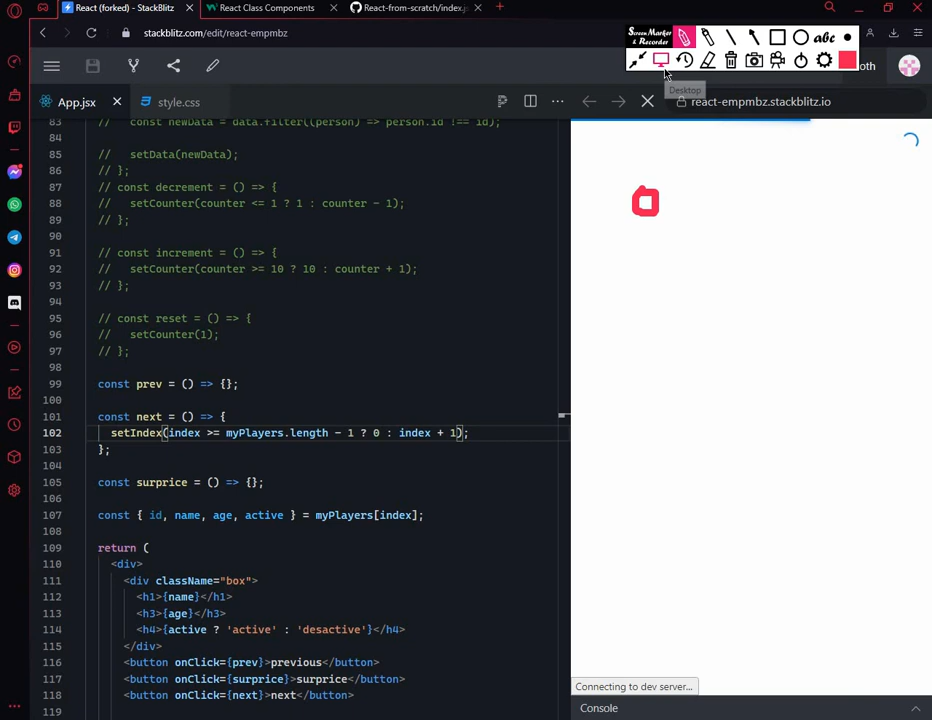 React (forked) - StackBlitz
React Class Components
React-from-scratch/index.js
stackblitz.com/edit/react-empmbz
Screen Marker
& Recorder
abc
oth
Desktop
App.jsx
style.css
react-empmbz.stackblitz.io
83 // const newData = data.filter((person) => person.id !== id);
84
85 // setData(newData);
86 // };
87 // const decrement = () => {
88 // setCounter(counter <= 1 ? 1 : counter - 1);
89 // };
90
91 // const increment = () => {
92 // setCounter(counter >= 10 ? 10 : counter + 1);
93 // };
94
95 // const reset = () => {
96 // setCounter(1);
97 // };
98
99 const prev = () => {};
100
101 const next = () => {
102 setIndex(index >= myPlayers.length - 1 ? 0 : index + 1);
103 };
104
105 const surprice = () => {};
106
107 const { id, name, age, active } = myPlayers[index];
108
109 return (
110 <div>
111 <div className="box">
112 <h1>{name}</h1>
113 <h3>{age}</h3>
114 <h4>{active ? 'active' : 'desactive'}</h4>
115 </div>
116 <button onClick={prev}>previous</button>
117 <button onClick={surprice}>surprice</button>
118 <button onClick={next}>next</button>
119
Connecting to dev server...
Console